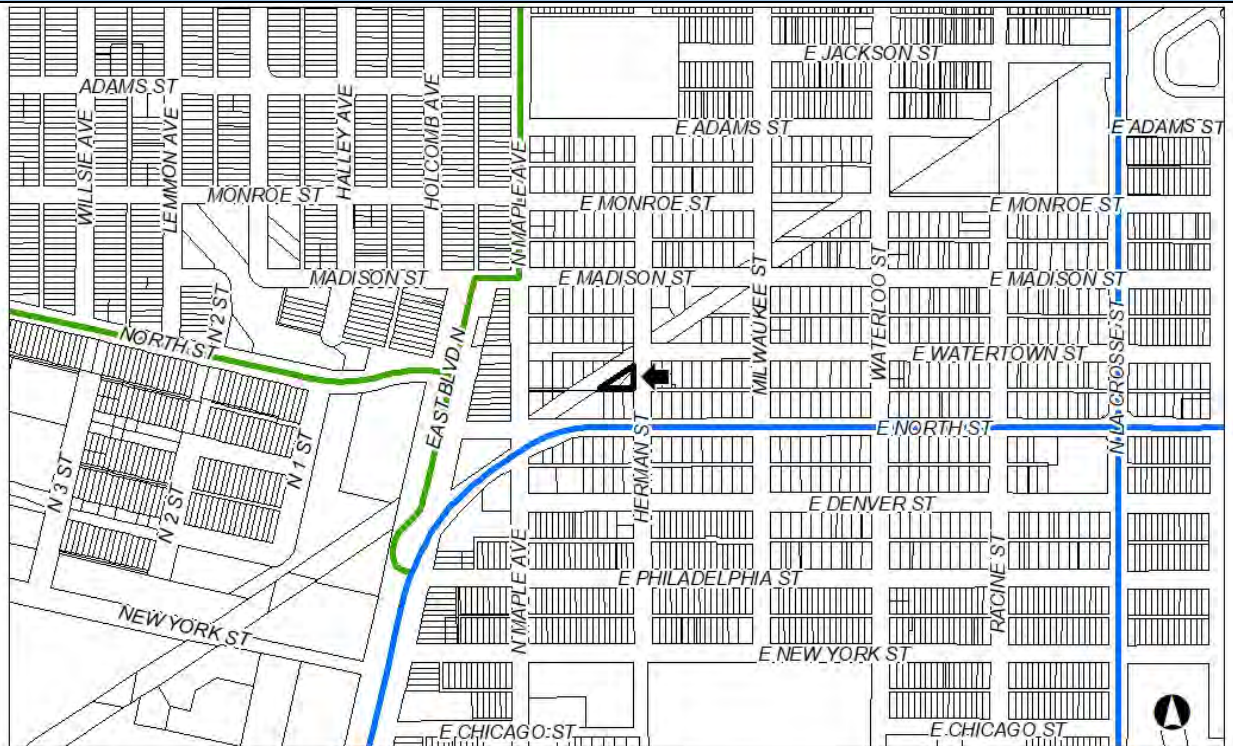 E JACKSON ST
ADAMS ST
WILLSIE AVE
LEMMON AVE
HALLEY AVE
HOLCOMB AVE
N MAPLE AVE
E ADAMS ST
E ADAMS ST
MONROE ST
E MONROE ST
E MONROE ST
MADISON ST
E MADISON ST
E MADISON ST
N 2 ST
NORTH ST
EAST BLVD N
MILWAUKEE ST
WATERLOO ST
E WATERTOWN ST
N LA CROSSE ST
HERMAN ST
E NORTH ST
N 3 ST
N 2 ST
N 1 ST
E DENVER ST
N MAPLE AVE
E PHILADELPHIA ST
RACINE ST
NEW YORK ST
E NEW YORK ST
E CHICAGO ST
E CHICAGO ST